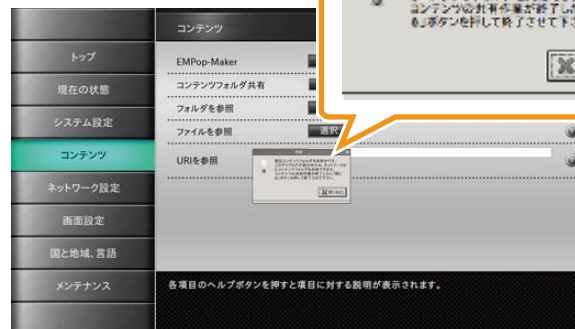 コンテンツ
コンテンツの共有作業が終了した
る」ボタンを押して終了させて下さ
トップ
現在の状態
システム設定
コンテンツ
ネットワーク設定
画面設定
国と地域、言語
メンテナンス
EMPop-Maker
コンテンツフォルダ共有
フォルダを参照
ファイルを参照
選択
URIを参照
各項目のヘルプボタンを押すと項目に対する説明が表示されます。